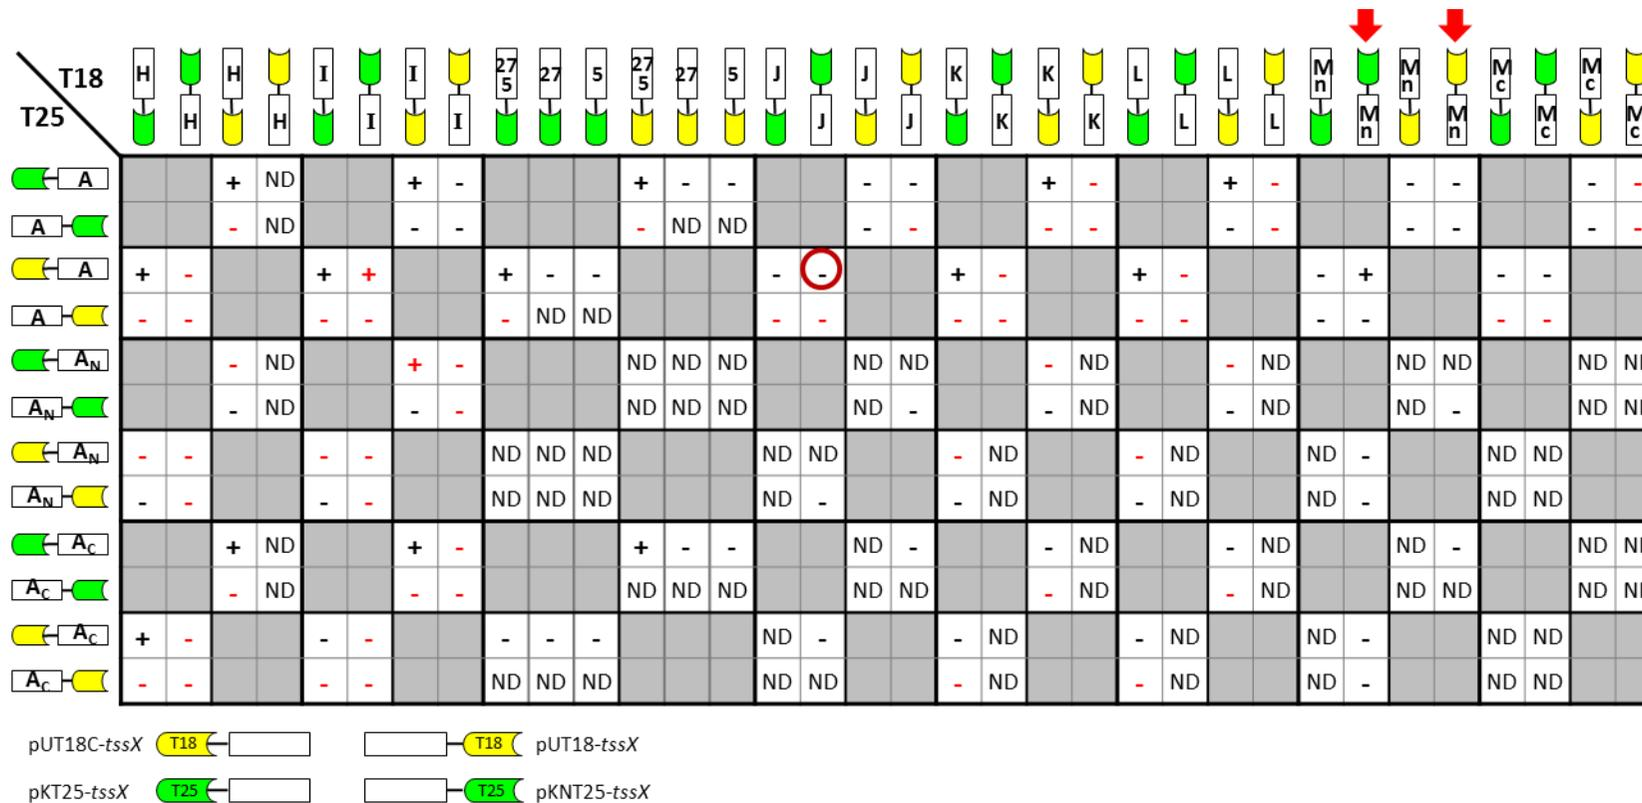 T18 H H I I 27 5 27 5 27 5 27 5 J J K K L L Mn Mn Mc Mc
T25 H H I I J J K K L L Mn Mn Mc
A + ND + - + - - - - + - + - - - - -
A - ND - - - ND ND - - - - - - - - - -
A + - + + + - - - - + - + - - + - -
A - - - - - ND ND - - - - - - - - - -
AN - ND + - ND ND ND ND ND - ND - ND ND ND ND
AN - ND - - ND ND ND ND - - ND - ND ND - ND
AN - - - - ND ND ND ND ND - ND - ND ND - ND ND
AN - - - - ND ND ND ND - - ND - ND ND - ND ND
AC + ND + - + - - ND - - ND - ND ND - ND
AC - ND - - ND ND ND ND ND - ND - ND ND ND ND
AC + - - - - - - ND - - ND - ND ND - ND ND
AC - - - - ND ND ND ND ND - ND - ND ND - ND ND
pUT18C-tssX T18 T18 pUT18-tssX
pKT25-tssX T25 T25 pKNT25-tssX